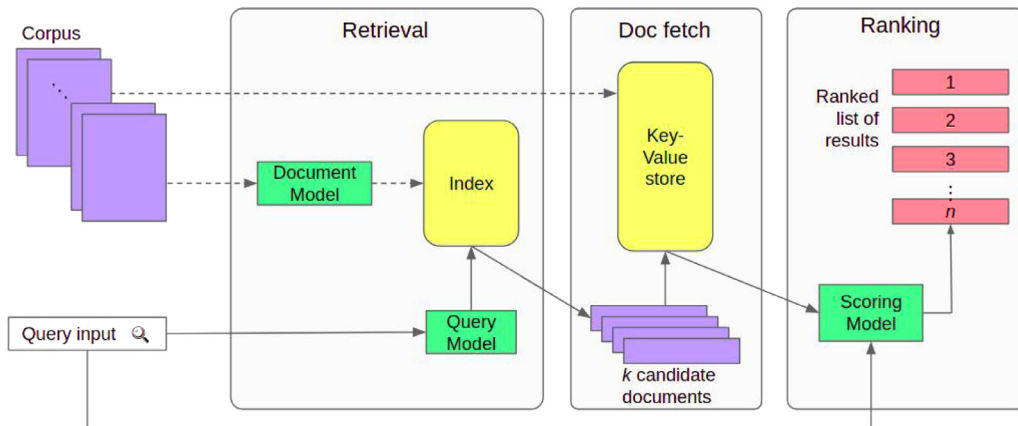 Corpus
Retrieval
Doc fetch
Ranking
Document
Model
Index
Key-
Value
store
Ranked
list of
results
1
2
3
⋮
n
Query input
Query
Model
k candidate
documents
Scoring
Model